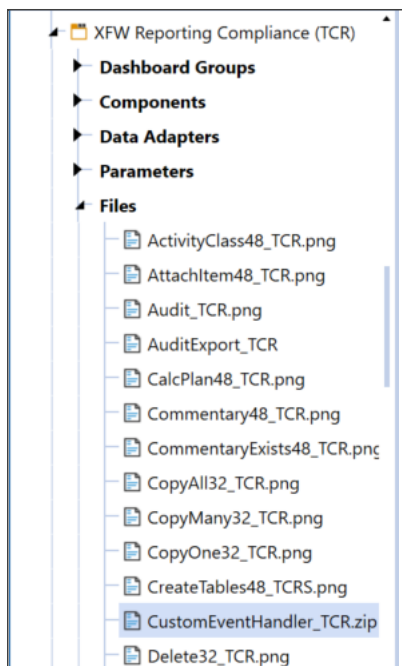 XFW Reporting Compliance (TCR)
Dashboard Groups
Components
Data Adapters
Parameters
Files
ActivityClass48_TCR.png
AttachItem48_TCR.png
Audit_TCR.png
AuditExport_TCR
CalcPlan48_TCR.png
Commentary48_TCR.png
CommentaryExists48_TCR.png
CopyAll32_TCR.png
CopyMany32_TCR.png
CopyOne32_TCR.png
CreateTables48_TCRS.png
CustomEventHandler_TCR.zip
Delete32_TCR.png